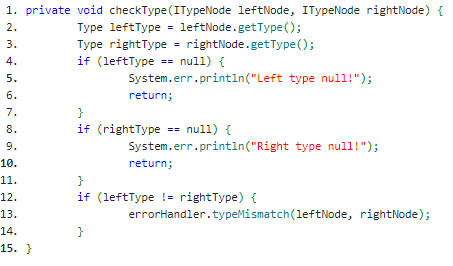 1. private void checkType(ITypeNode leftNode, ITypeNode rightNode) {
2. Type leftType = leftNode.getType();
3. Type rightType = rightNode.getType();
4. if (leftType == null) {
5. System.err.println("Left type null!");
6. return;
7. }
8. if (rightType == null) {
9. System.err.println("Right type null!");
10. return;
11. }
12. if (leftType != rightType) {
13. errorHandler.typeMismatch(leftNode, rightNode);
14. }
15. }